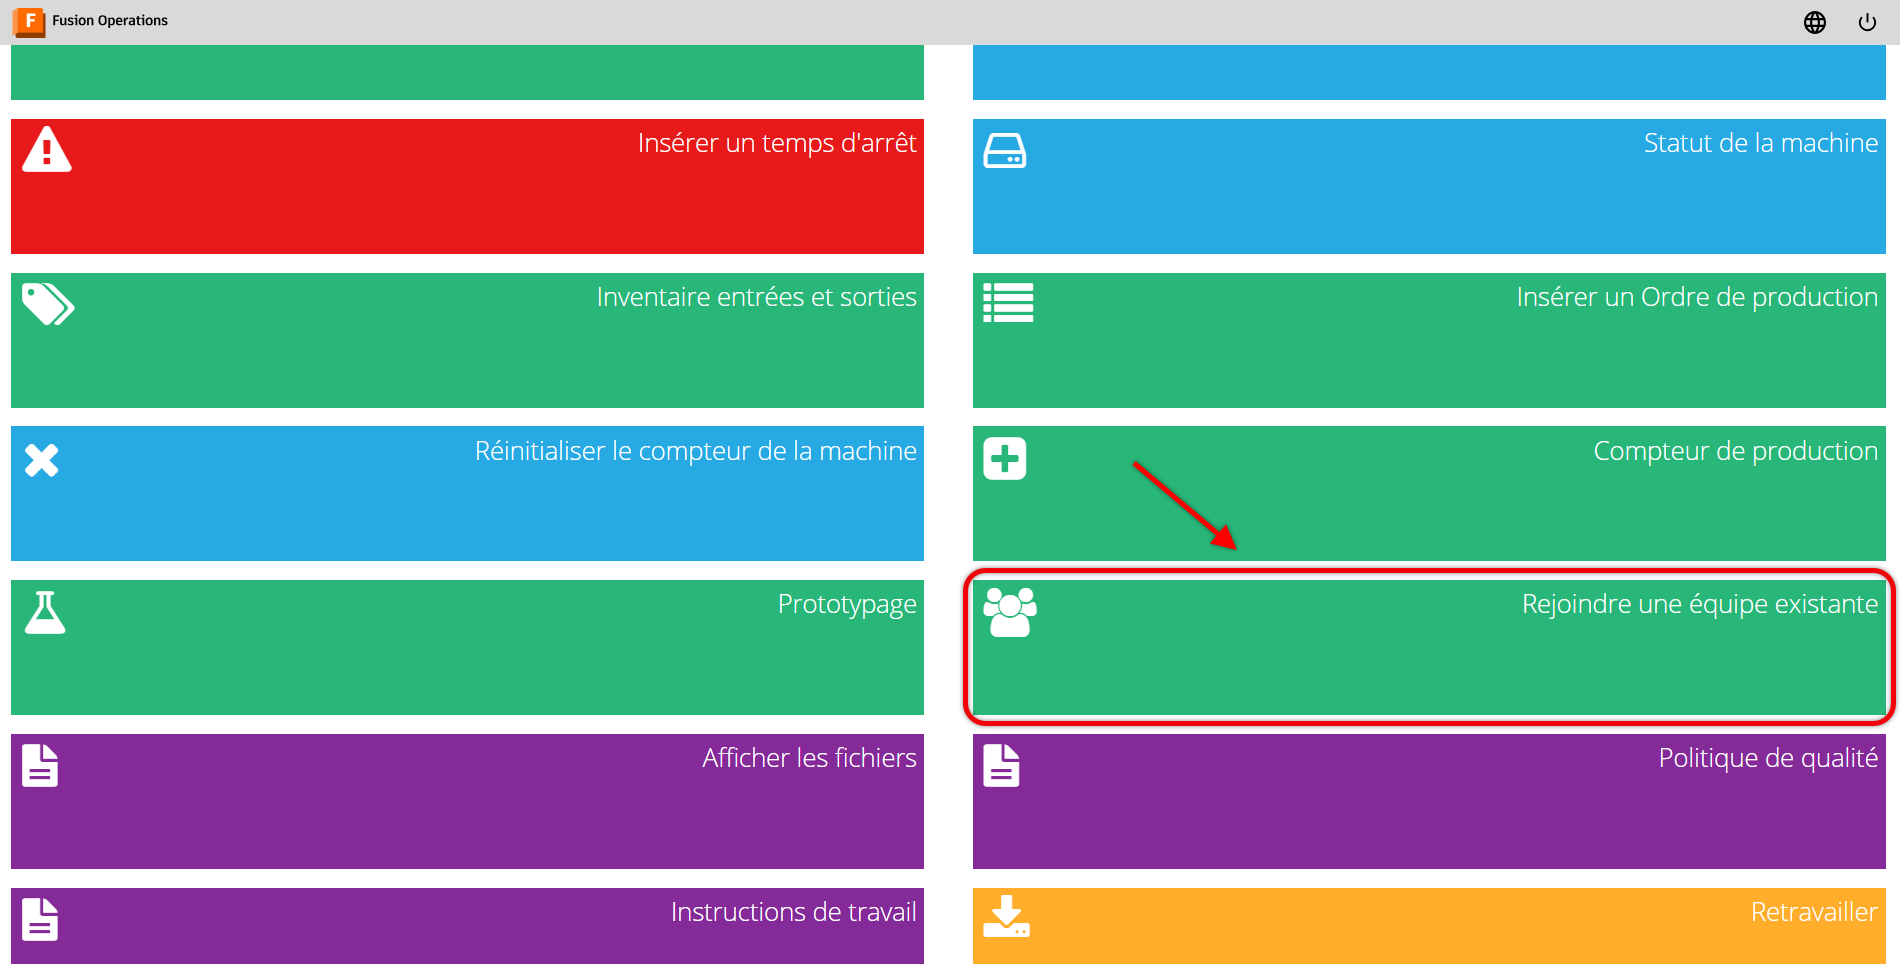 F Fusion Operations
Insérer un temps d'arrêt
Statut de la machine
Inventaire entrées et sorties
Insérer un Ordre de production
Réinitialiser le compteur de la machine
Compteur de production
Prototypage
Rejoindre une équipe existante
Afficher les fichiers
Politique de qualité
Instructions de travail
Retravailler